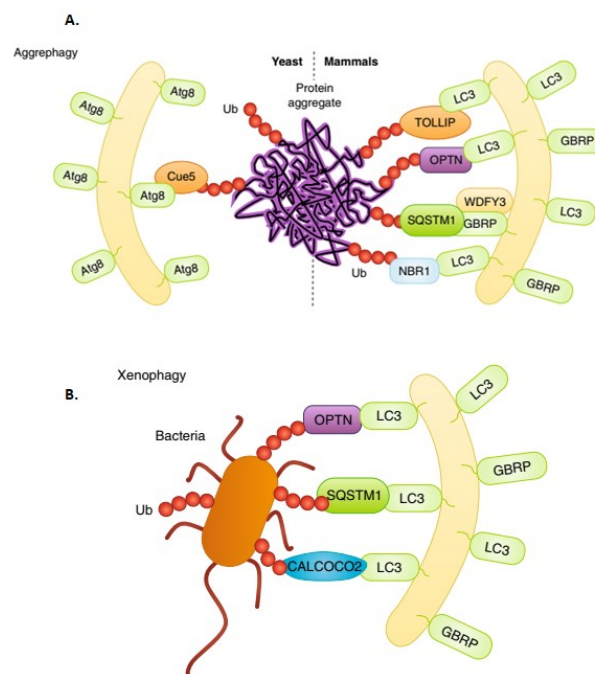 A.
Aggrephagy
Yeast
Mammals
Protein
aggregate
Ub
Atg8
Atg8
Atg8
Atg8
Atg8
Atg8
Cue5
TOLLIP
LC3
LC3
OPTN
LC3
GBRP
WDFY3
SQSTM1
GBRP
LC3
Ub
NBR1
LC3
GBRP
B.
Xenophagy
Bacteria
Ub
OPTN
LC3
LC3
GBRP
SQSTM1
LC3
LC3
CALCOCO2
LC3
GBRP